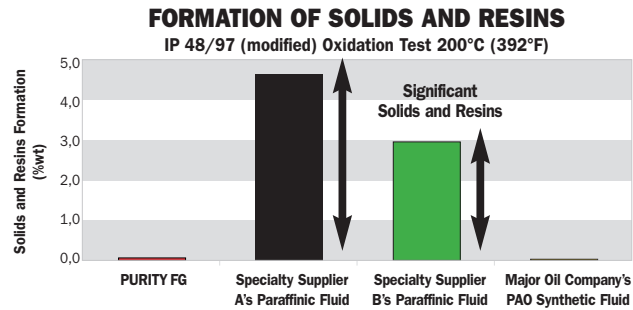 FORMATION OF SOLIDS AND RESINS
IP 48/97 (modified) Oxidation Test 200°C (392°F)
Solids and Resins Formation
(%wt)
5,0
4,0
3,0
2,0
1,0
0,0
Significant
Solids and Resins
PURITY FG
Specialty Supplier
A's Paraffinic Fluid
Specialty Supplier
B's Paraffinic Fluid
Major Oil Company's
PAO Synthetic Fluid